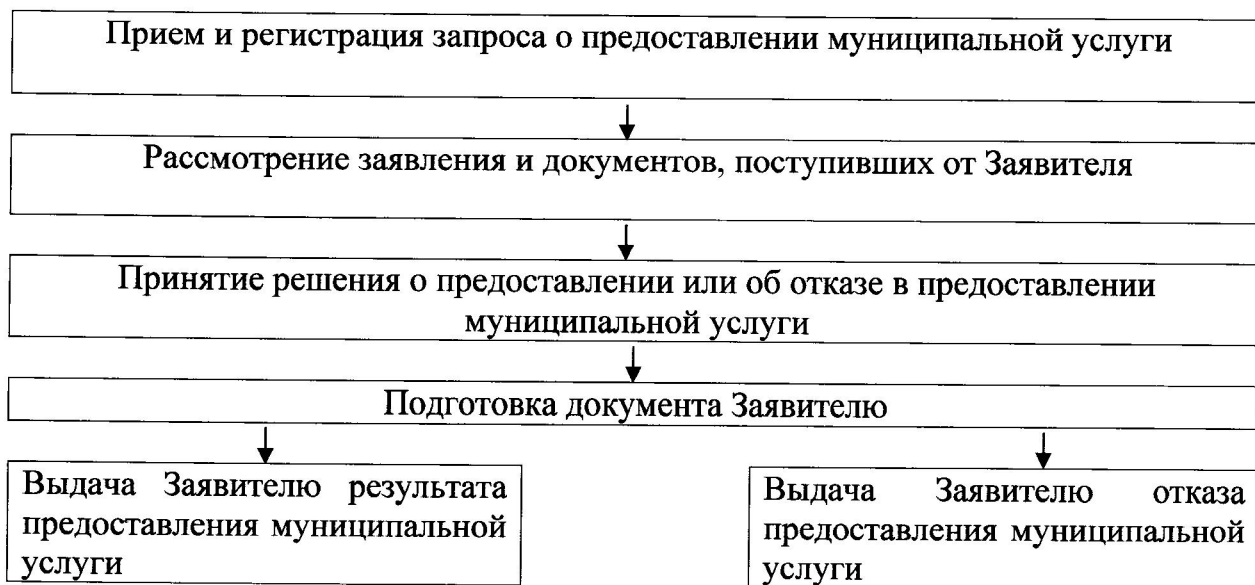 Прием и регистрация запроса о предоставлении муниципальной услуги
Рассмотрение заявления и документов, поступивших от Заявителя
Принятие решения о предоставлении или об отказе в предоставлении
муниципальной услуги
Подготовка документа Заявителю
Выдача Заявителю результата
предоставления муниципальной
услуги
Выдача Заявителю отказа
предоставления муниципальной
услуги